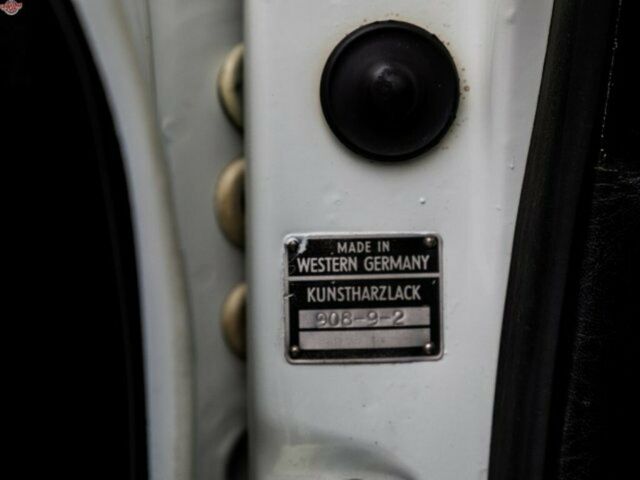 MADE IN
WESTERN GERMANY
KUNSTHARZLACK
908-9-2